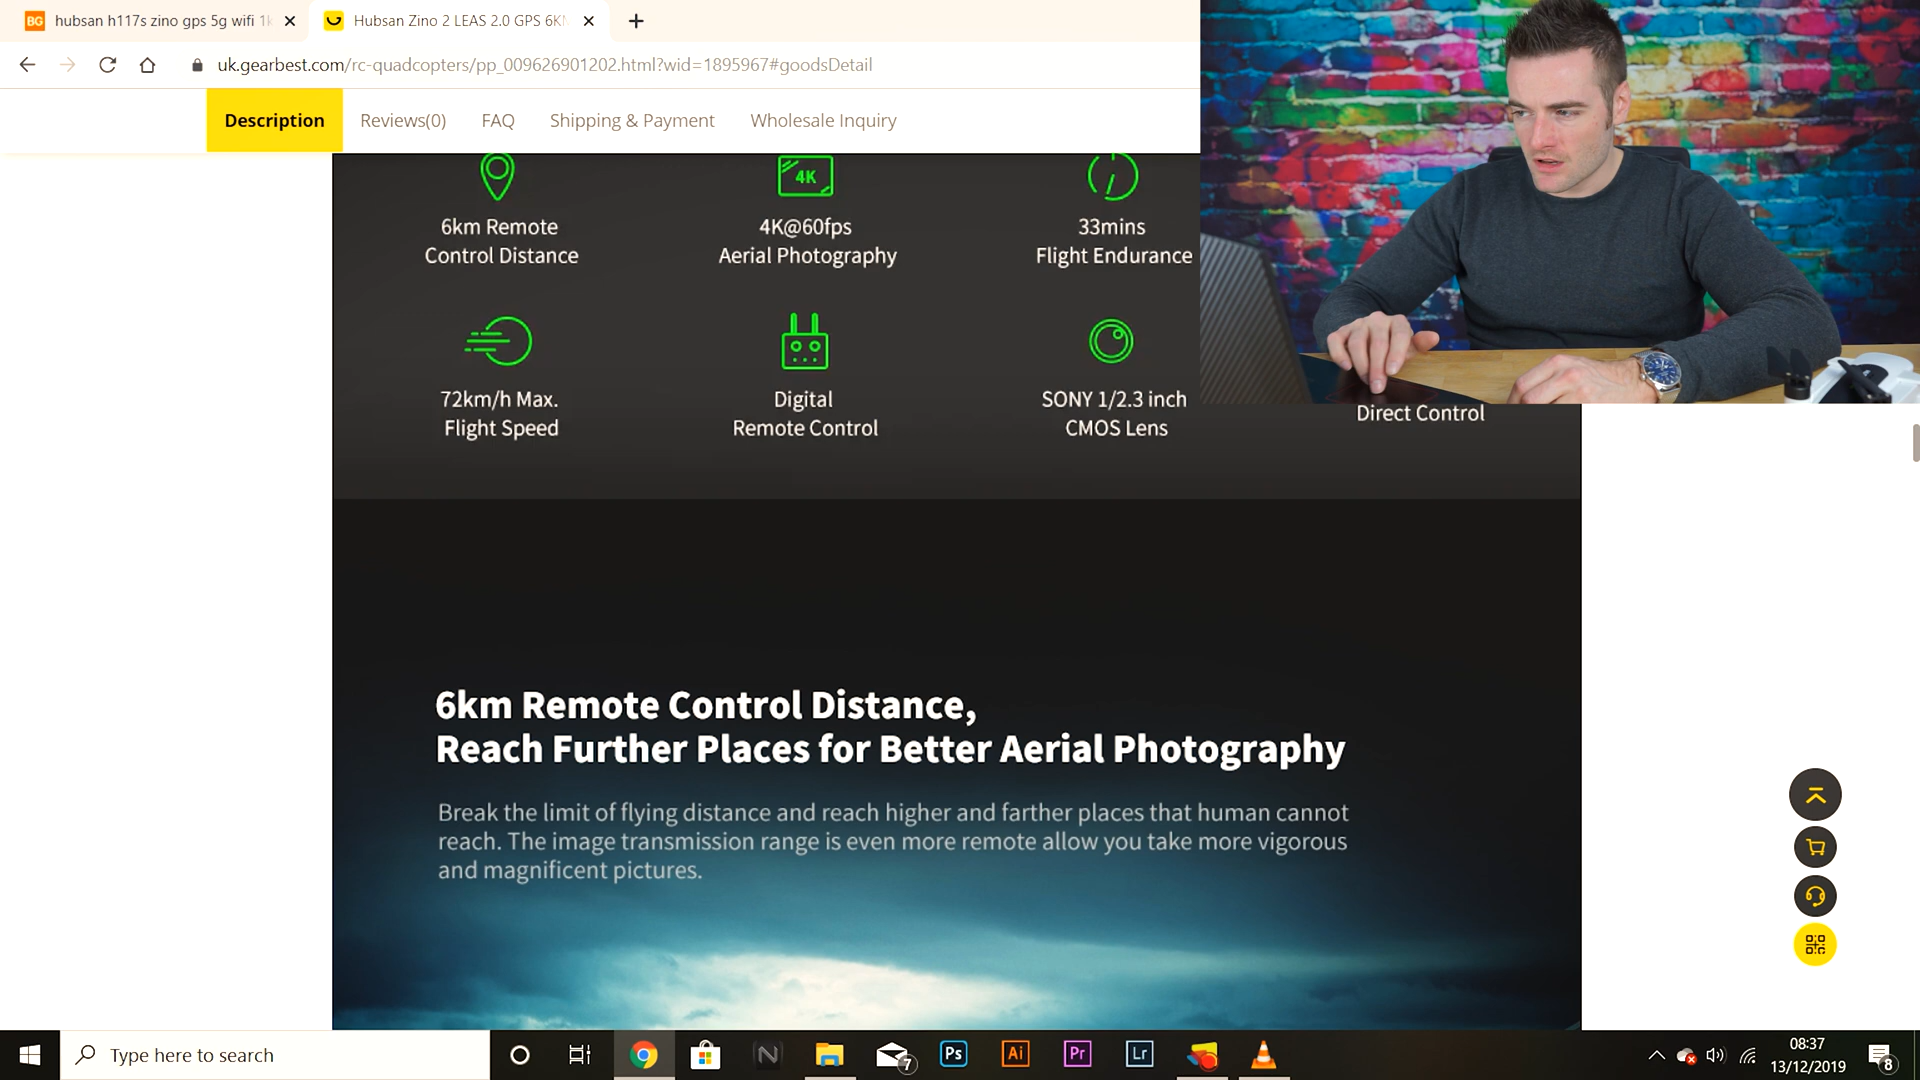 BG hubsan h117s zino gps 5g wifi 1k
Hubsan Zino 2 LEAS 2.0 GPS 6KM
uk.gearbest.com/rc-quadcopters/pp_009626901202.html?wid=1895967#goodsDetail
Description
Reviews(0)
FAQ
Shipping & Payment
Wholesale Inquiry
4K
6km Remote
Control Distance
4K@60fps
Aerial Photography
33mins
Flight Endurance
72km/h Max.
Flight Speed
Digital
Remote Control
SONY 1/2.3 inch
CMOS Lens
Direct Control
6km Remote Control Distance,
Reach Further Places for Better Aerial Photography
Break the limit of flying distance and reach higher and farther places that human cannot
reach. The image transmission range is even more remote allow you take more vigorous
and magnificent pictures.
Type here to search
N
7
Ps
Ai
Pr
Lr
08:37
13/12/2019
8